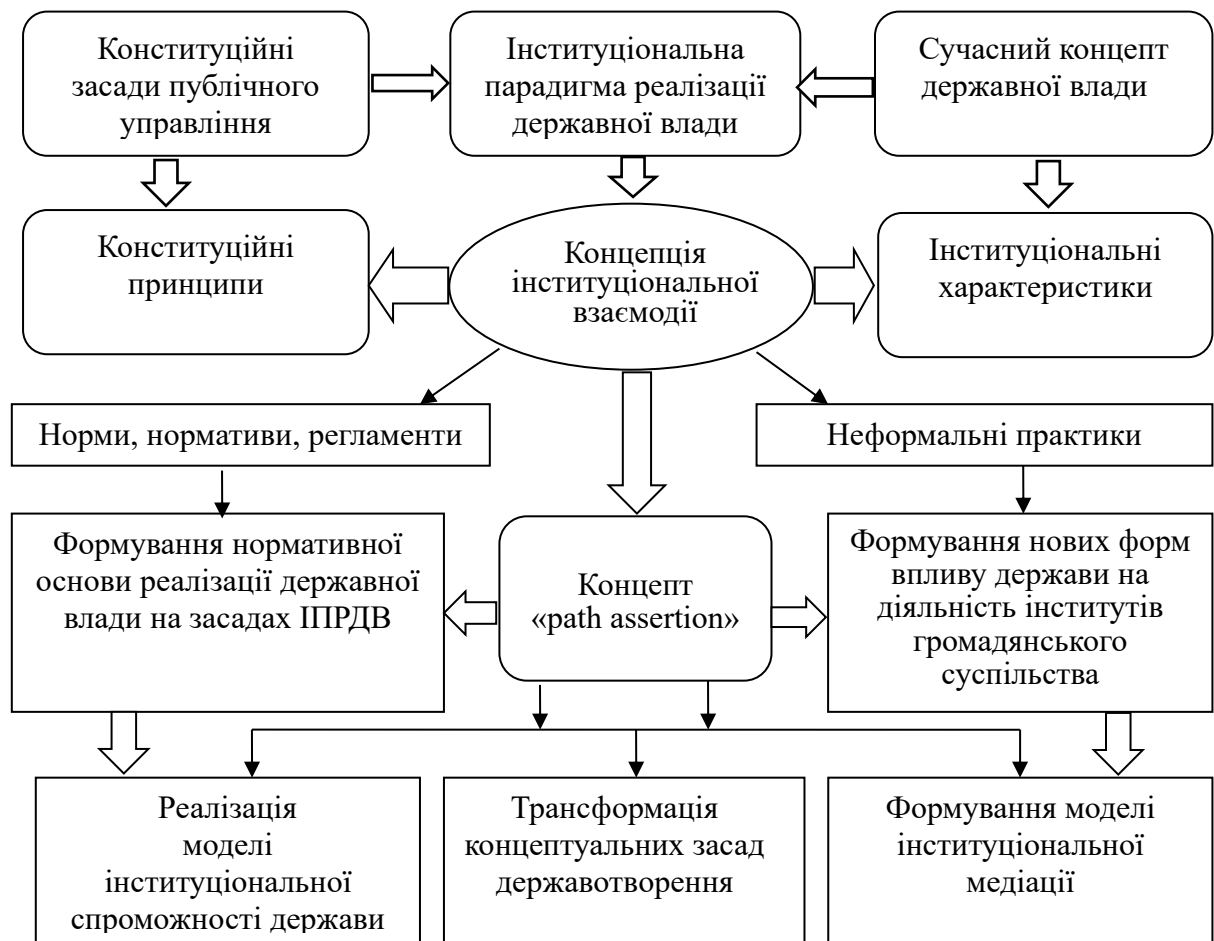 Конституційні
засади публічного
управління
Інституціональна
парадигма реалізації
державної влади
Сучасний концепт
державної влади
Конституційні
принципи
Концепція
інституціональної
взаємодії
Інституціональні
характеристики
Норми, нормативи, регламенти
Неформальні практики
Формування нормативної
основи реалізації державної
влади на засадах ІПРДВ
Концепт
«path assertion»
Формування нових форм
впливу держави на
діяльність інститутів
громадянського
суспільства
Реалізація
моделі
інституціональної
спроможності держави
Трансформація
концептуальних засад
державотворення
Формування моделі
інституціональної
медіації